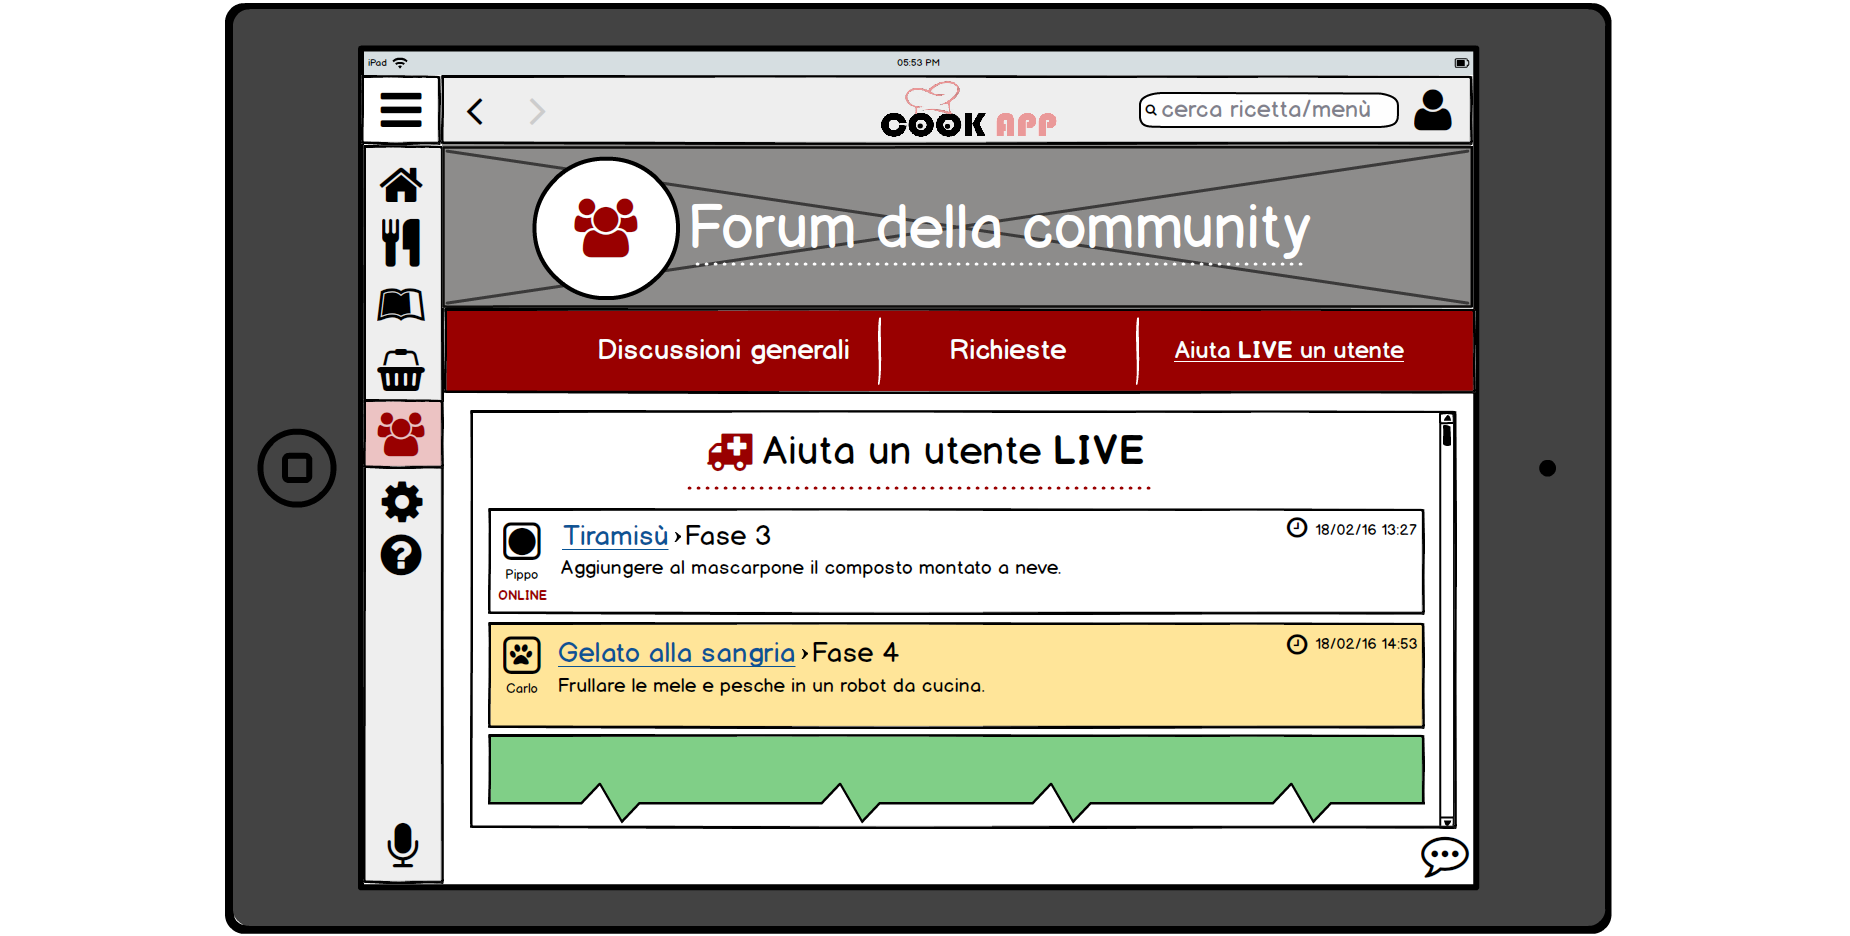 iPad
05:53 PM
COOK APP
cerca ricetta/menù
Forum della community
Discussioni generali
Richieste
Aiuta LIVE un utente
Aiuta un utente LIVE
Tiramisù › Fase 3
18/02/16 13:27
Aggiungere al mascarpone il composto montato a neve.
Pippo
ONLINE
Gelato alla sangria › Fase 4
18/02/16 14:53
Frullare le mele e pesche in un robot da cucina.
Carlo